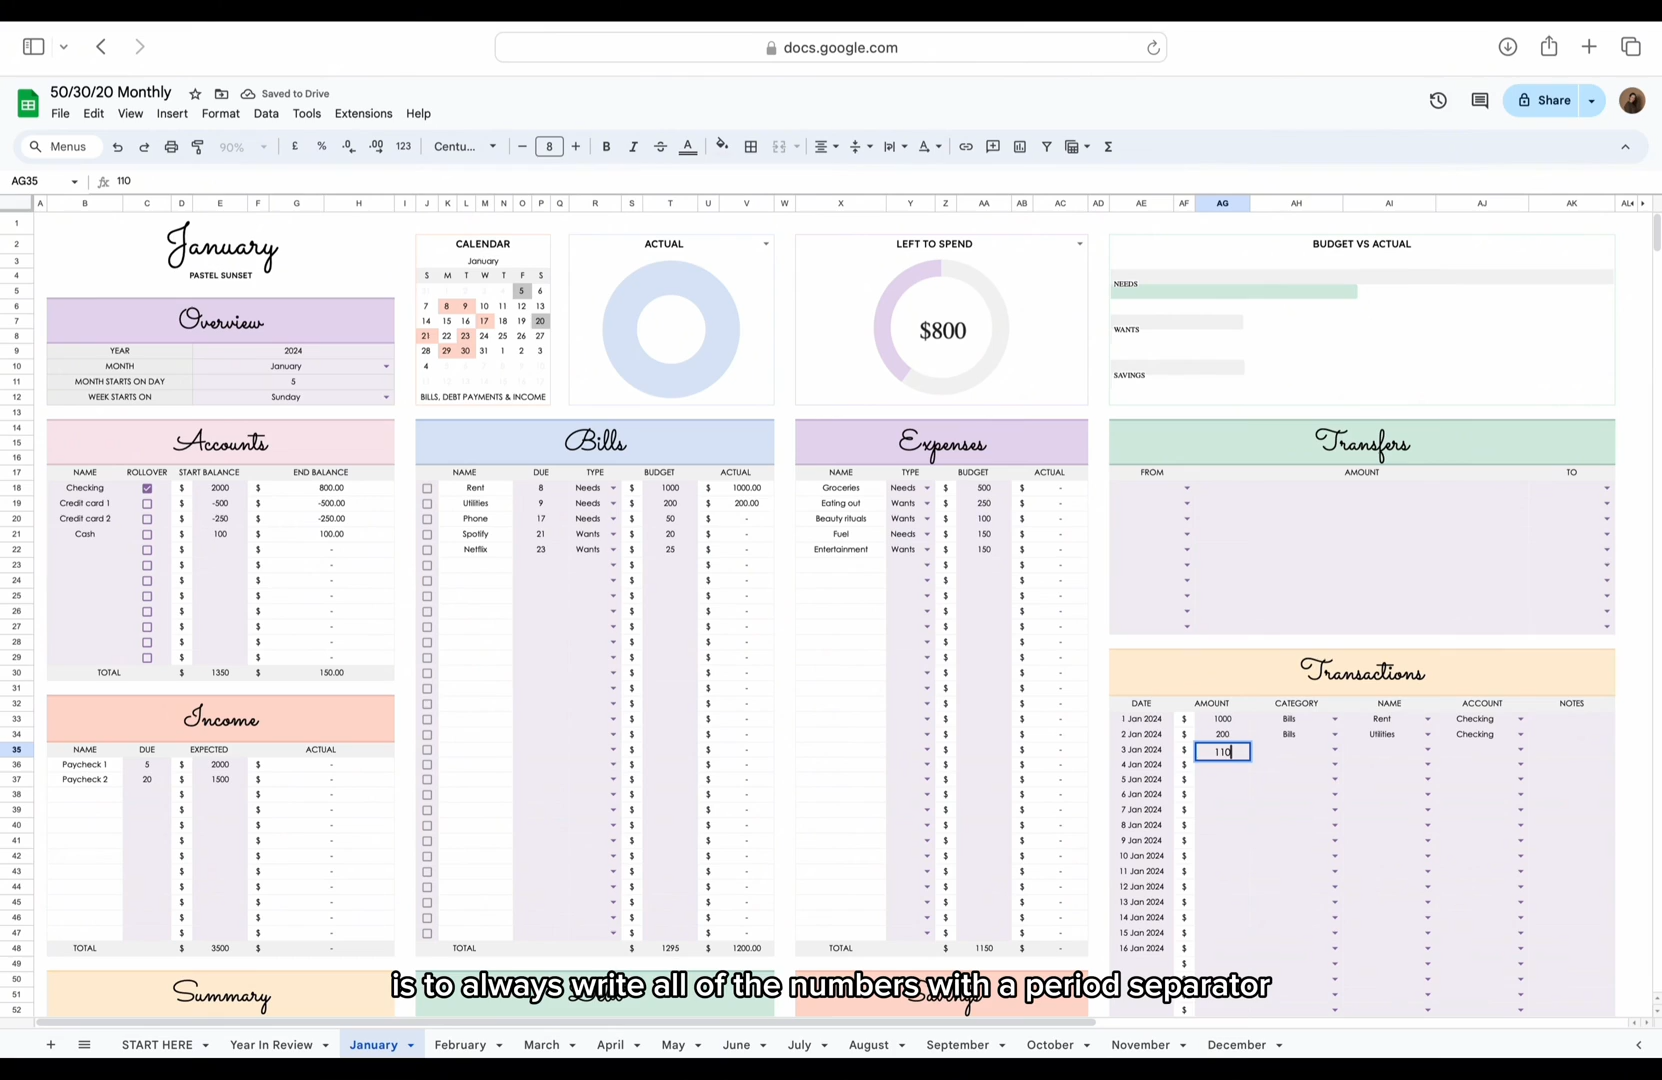 docs.google.com
50/30/20 Monthly
Saved to Drive
File Edit View Insert Format Data Tools Extensions Help
Share
Menus 90% £ % .0 .00 123 Centu... − 8 + B I A Σ
AG35 fx 110
A B C D E F G H I J K L M N O P Q R S T U V W X Y Z AA AB AC AD AE AF AG AH AI AJ AK AL
January
PASTEL SUNSET
Overview
YEAR 2024
MONTH January
MONTH STARTS ON DAY 5
WEEK STARTS ON Sunday
CALENDAR
January
S M T W T F S
5 6
7 8 9 10 11 12 13
14 15 16 17 18 19 20
21 22 23 24 25 26 27
28 29 30 31 1 2 3
4
BILLS, DEBT PAYMENTS & INCOME
ACTUAL
LEFT TO SPEND
$800
BUDGET VS ACTUAL
NEEDS
WANTS
SAVINGS
Accounts
NAME ROLLOVER START BALANCE END BALANCE
Checking $ 2000 $ 800.00
Credit card 1 $ -500 $ -500.00
Credit card 2 $ -250 $ -250.00
Cash $ 100 $ 100.00
TOTAL $ 1350 $ 150.00
Income
NAME DUE EXPECTED ACTUAL
Paycheck 1 5 $ 2000 $ -
Paycheck 2 20 $ 1500 $ -
TOTAL $ 3500 $ -
Summary
Bills
NAME DUE TYPE BUDGET ACTUAL
Rent 8 Needs $ 1000 $ 1000.00
Utilities 9 Needs $ 200 $ 200.00
Phone 17 Needs $ 50 $ -
Spotify 21 Wants $ 20 $ -
Netflix 23 Wants $ 25 $ -
TOTAL $ 1295 $ 1200.00
Expenses
NAME TYPE BUDGET ACTUAL
Groceries Needs $ 500 $ -
Eating out Wants $ 250 $ -
Beauty rituals Wants $ 100 $ -
Fuel Needs $ 150 $ -
Entertainment Wants $ 150 $ -
TOTAL $ 1150 $ -
Savings
Transfers
FROM AMOUNT TO
Transactions
DATE AMOUNT CATEGORY NAME ACCOUNT NOTES
1 Jan 2024 $ 1000 Bills Rent Checking
2 Jan 2024 $ 200 Bills Utilities Checking
3 Jan 2024 110
4 Jan 2024 $
5 Jan 2024 $
6 Jan 2024 $
7 Jan 2024 $
8 Jan 2024 $
9 Jan 2024 $
10 Jan 2024 $
11 Jan 2024 $
12 Jan 2024 $
13 Jan 2024 $
14 Jan 2024 $
15 Jan 2024 $
16 Jan 2024 $
is to always write all of the numbers with a period separator
START HERE Year In Review January February March April May June July August September October November December